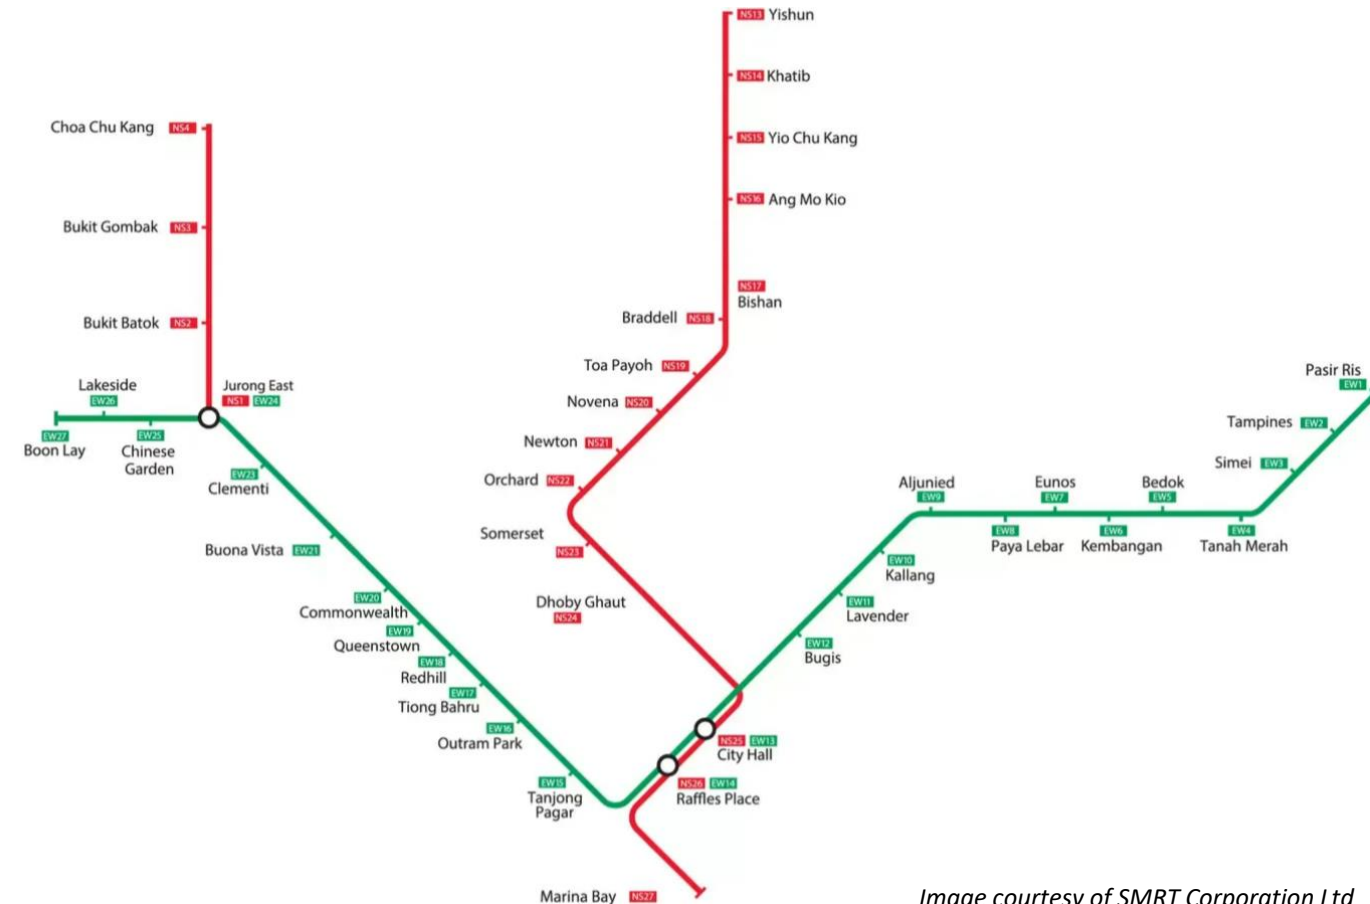 NS13 Yishun
NS14 Khatib
NS15 Yio Chu Kang
NS16 Ang Mo Kio
NS17
Bishan
Braddell NS18
Toa Payoh NS19
Novena NS20
Newton NS21
Orchard NS22
Somerset
NS23
Dhoby Ghaut
NS24
NS25 EW13
City Hall
NS26 EW14
Raffles Place
Marina Bay NS27
Choa Chu Kang NS4
Bukit Gombak NS3
Bukit Batok NS2
Jurong East
NS1 EW24
Lakeside
EW26
EW27
Boon Lay
EW25
Chinese
Garden
EW23
Clementi
Buona Vista EW21
EW20
Commonwealth
EW19
Queenstown
EW18
Redhill
EW17
Tiong Bahru
EW16
Outram Park
EW15
Tanjong
Pagar
EW12
Bugis
EW11
Lavender
EW10
Kallang
Aljunied
EW9
EW8
Paya Lebar
Eunos
EW7
EW6
Kembangan
Bedok
EW5
EW4
Tanah Merah
Simei EW3
Tampines EW2
Pasir Ris
EW1
Image courtesy of SMRT Corporation Ltd